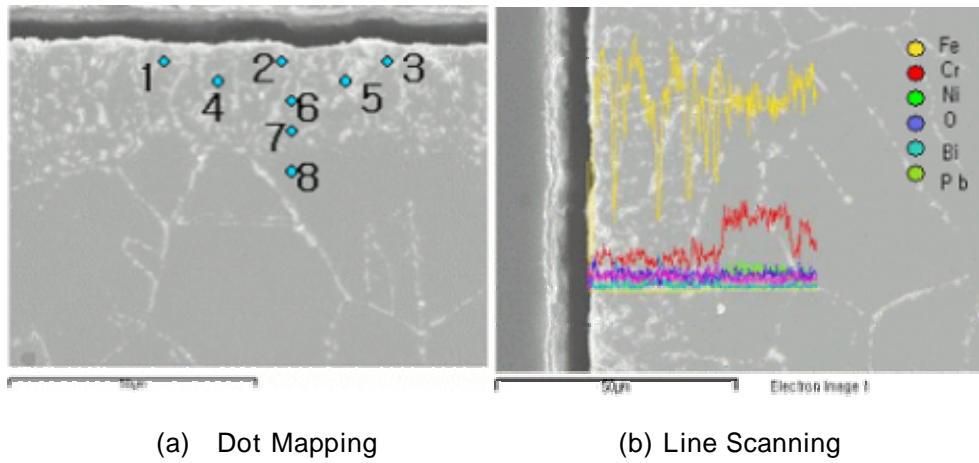 1 2 3
4 5
6
7
8
50μm
Fe
Cr
Ni
O
Bi
Pb
50μm
Electron Image 1
(a) Dot Mapping
(b) Line Scanning